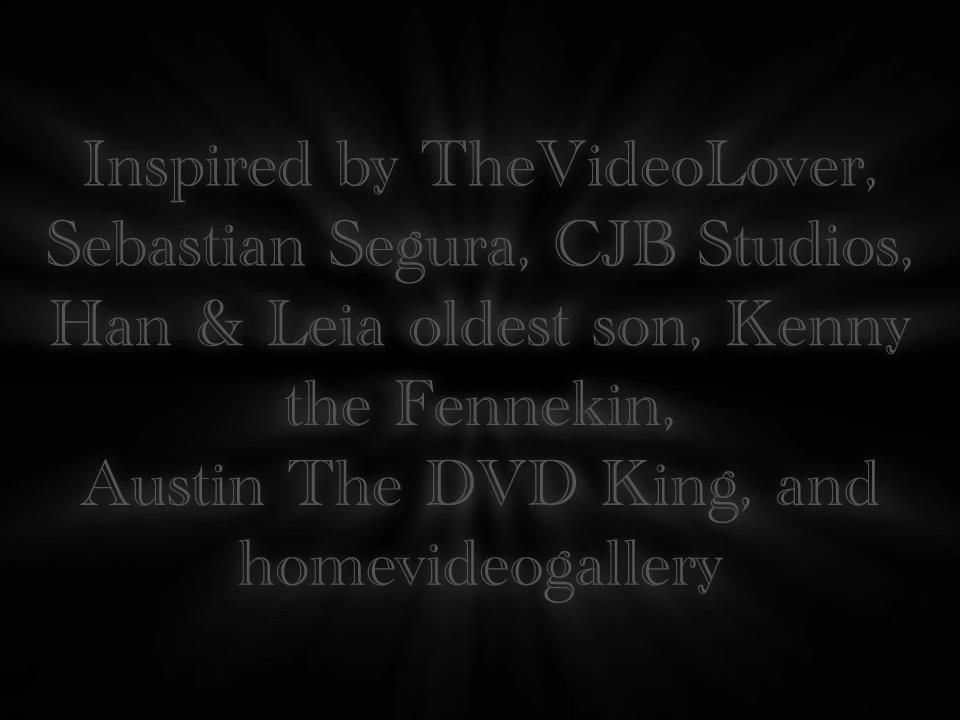 Inspired by TheVideoLover,
Sebastian Segura, CJB Studios,
Han & Leia oldest son, Kenny
the Fennekin,
Austin The DVD King, and
homevideogallery